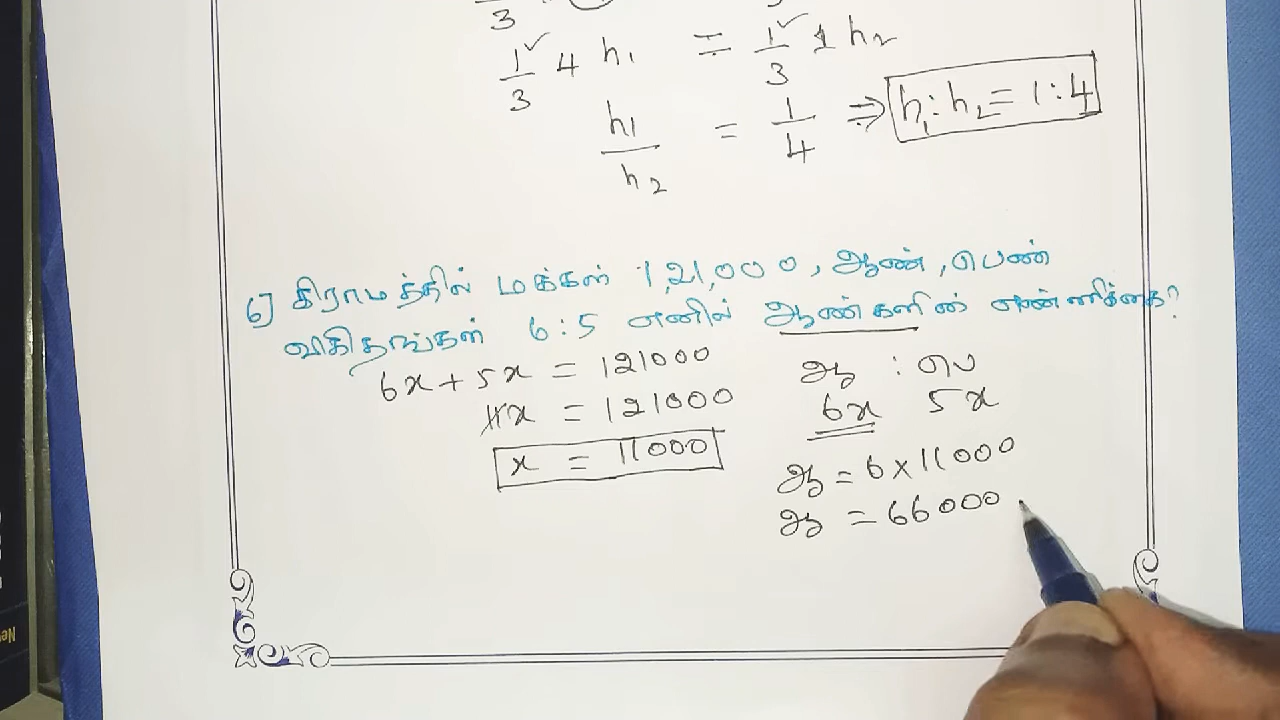 3
1/3 4 h₁ = 1/3 1 h₂
h₁/h₂ = 1/4 ⇒ h₁:h₂ = 1:4
6) கிராமத்தில் மக்கள் 1,21,000, ஆண், பெண்
விகிதங்கள் 6:5 எனில் ஆண்களின் எண்ணிக்கை?
6x + 5x = 121000
11x = 121000
x = 11000
ஆ : பெ
6x 5x
ஆ = 6 x 11000
ஆ = 66000